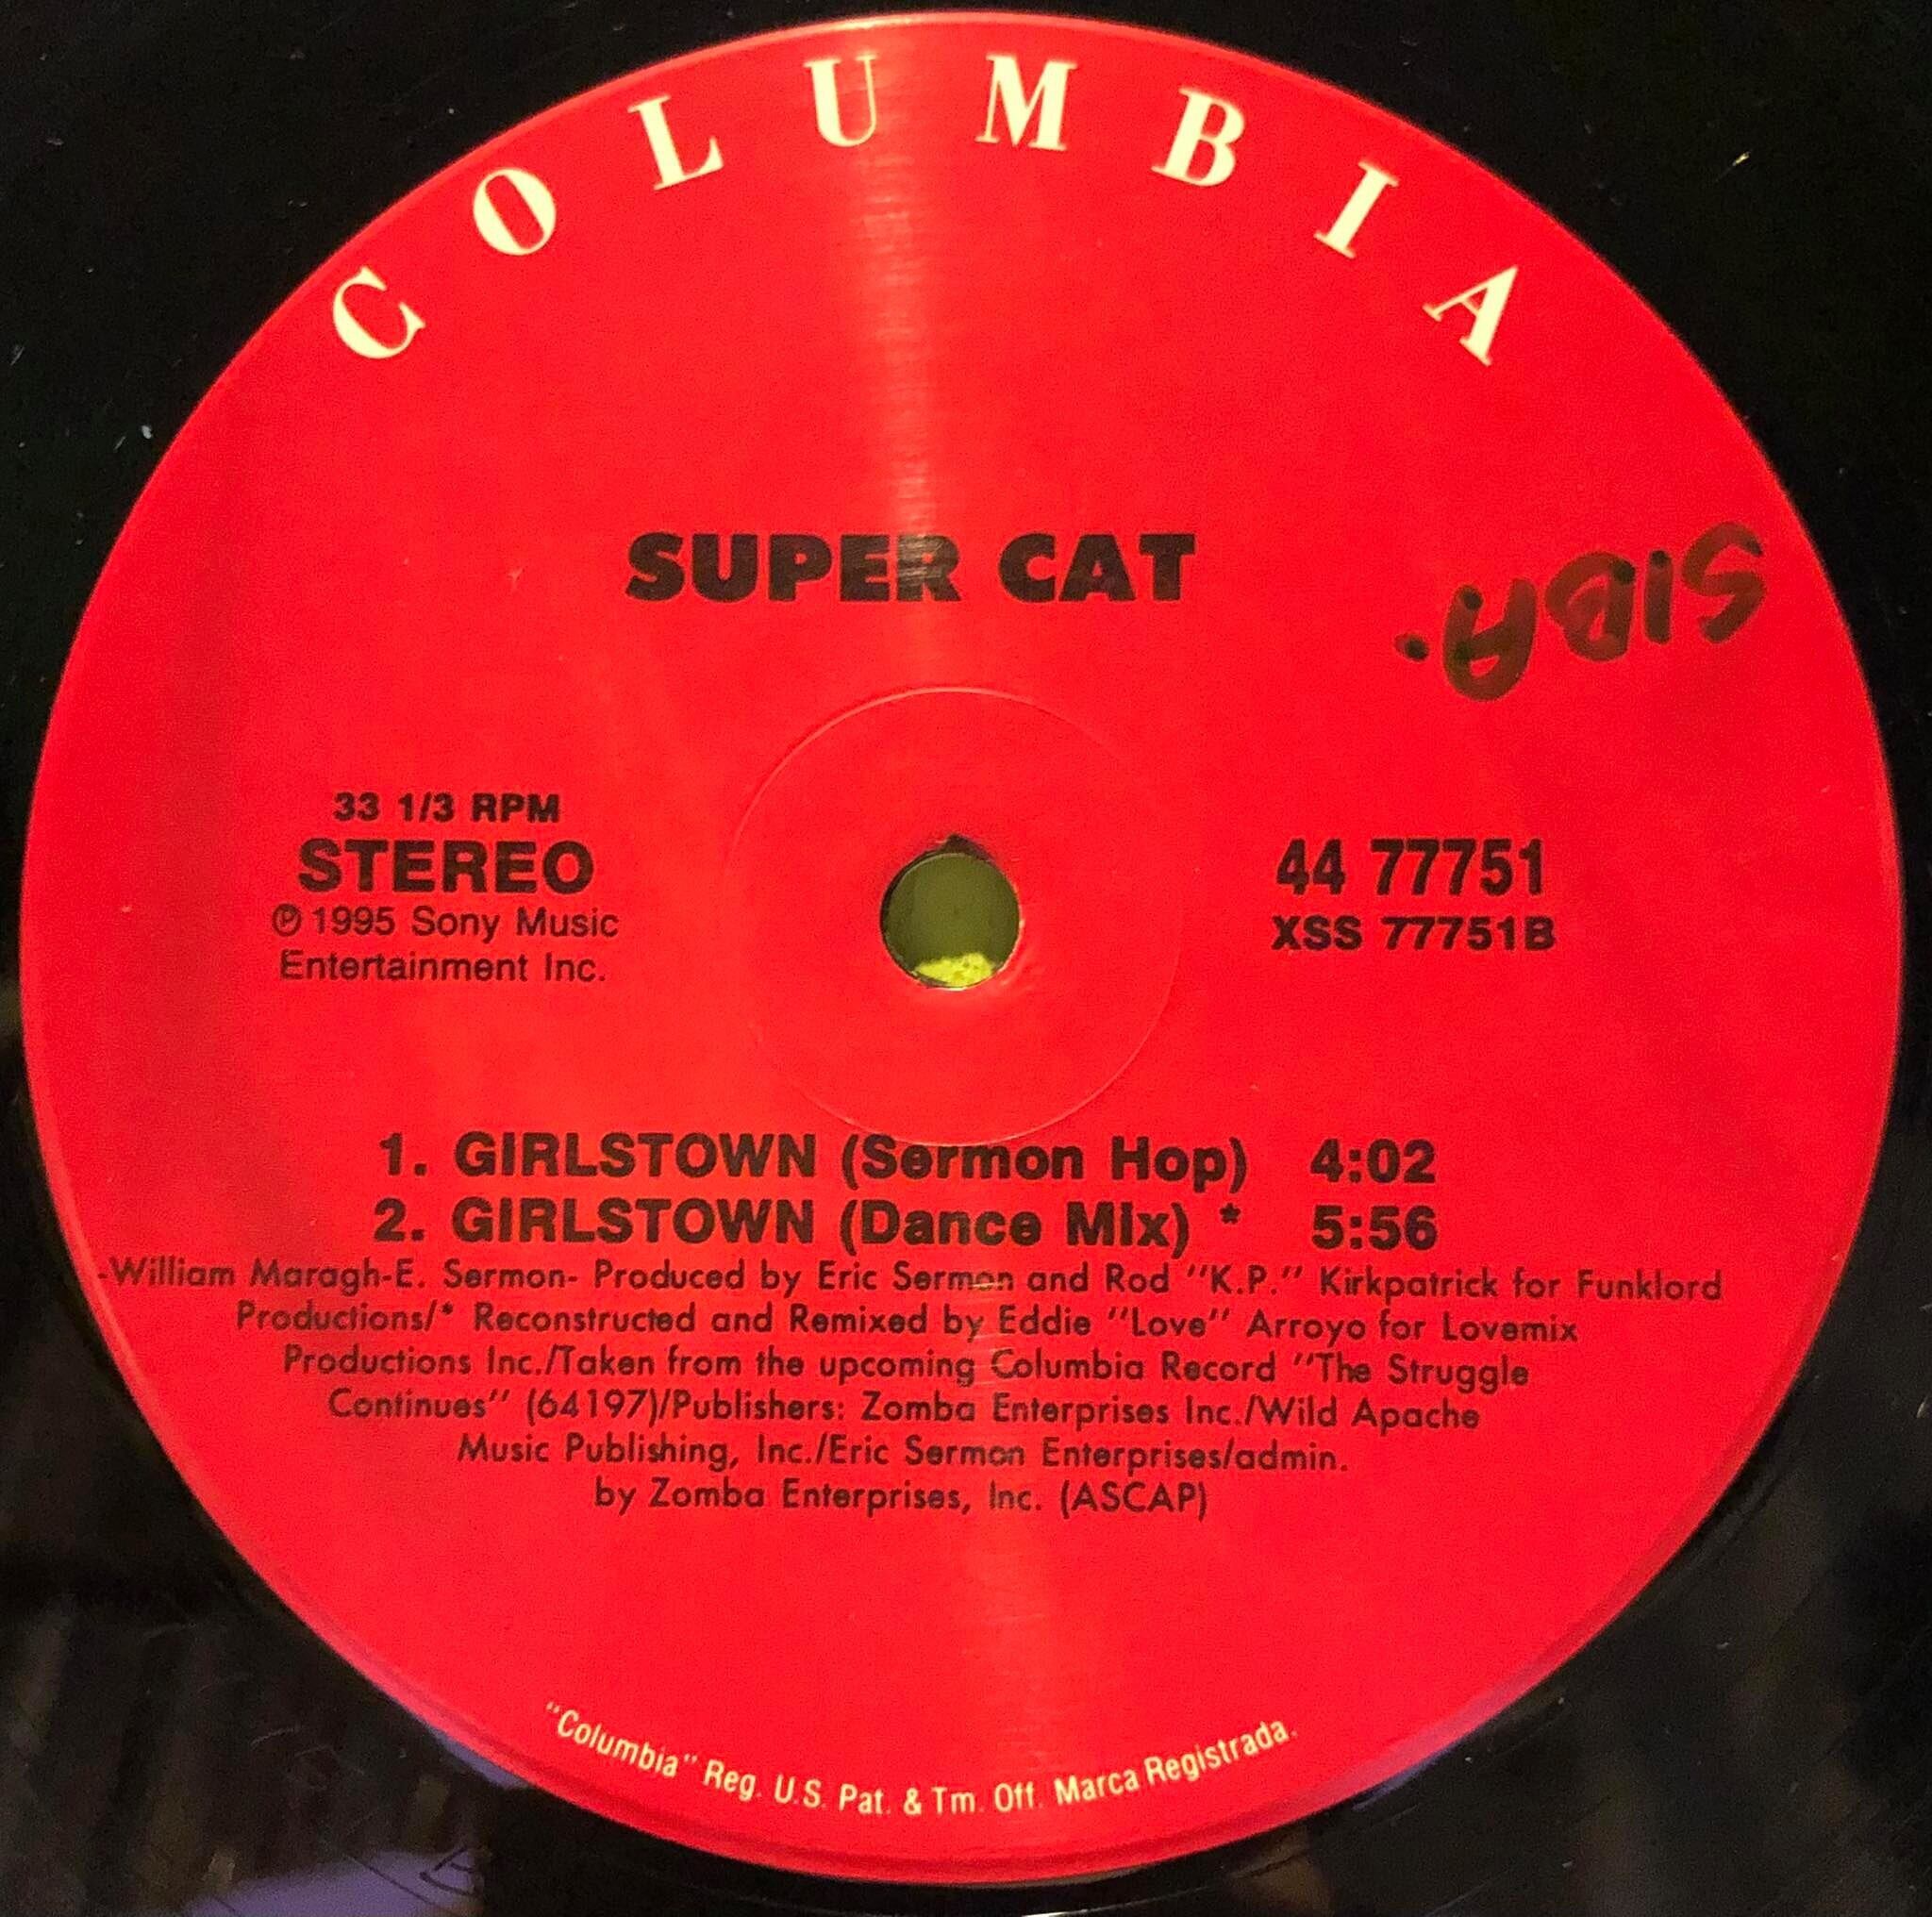 COLUMBIA
SUPER CAT
SIBA.
33 1/3 RPM
STEREO
℗ 1995 Sony Music
Entertainment Inc.
44 77751
XSS 77751B
1. GIRLSTOWN (Sermon Hop) 4:02
2. GIRLSTOWN (Dance Mix) * 5:56
-William Maragh-E. Sermon- Produced by Eric Sermon and Rod "K.P." Kirkpatrick for Funklord
Productions/* Reconstructed and Remixed by Eddie "Love" Arroyo for Lovemix
Productions Inc./Taken from the upcoming Columbia Record "The Struggle
Continues" (64197)/Publishers: Zomba Enterprises Inc./Wild Apache
Music Publishing, Inc./Eric Sermon Enterprises/admin.
by Zomba Enterprises, Inc. (ASCAP)
"Columbia" Reg. U.S. Pat. & Tm. Off. Marca Registrada.